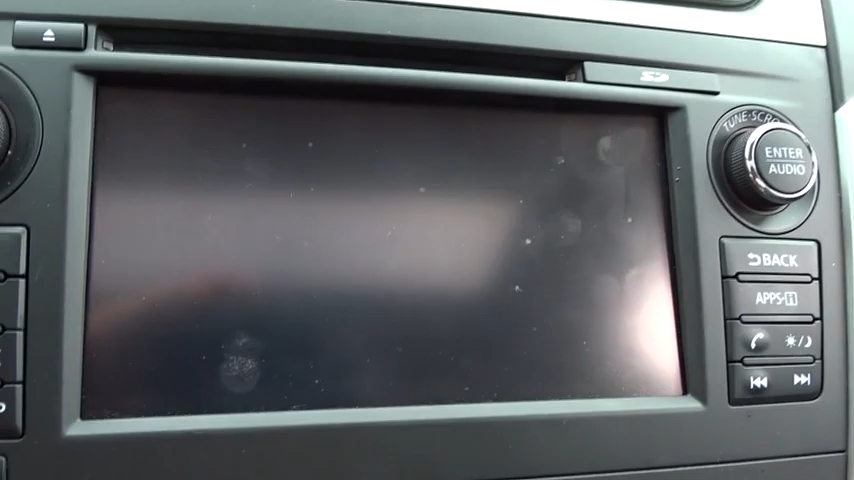 SD
TUNE·SCRO
ENTER
AUDIO
BACK
APPS·i